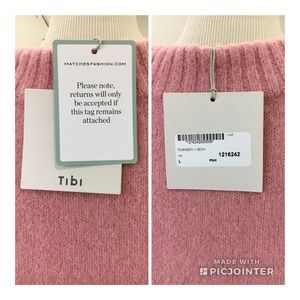 MATCHESFASHION.COM
Please note,
returns will only
be accepted if
this tag remains
attached
TIBI
1216242
L
PINK
MADE WITH
PICJOINTER